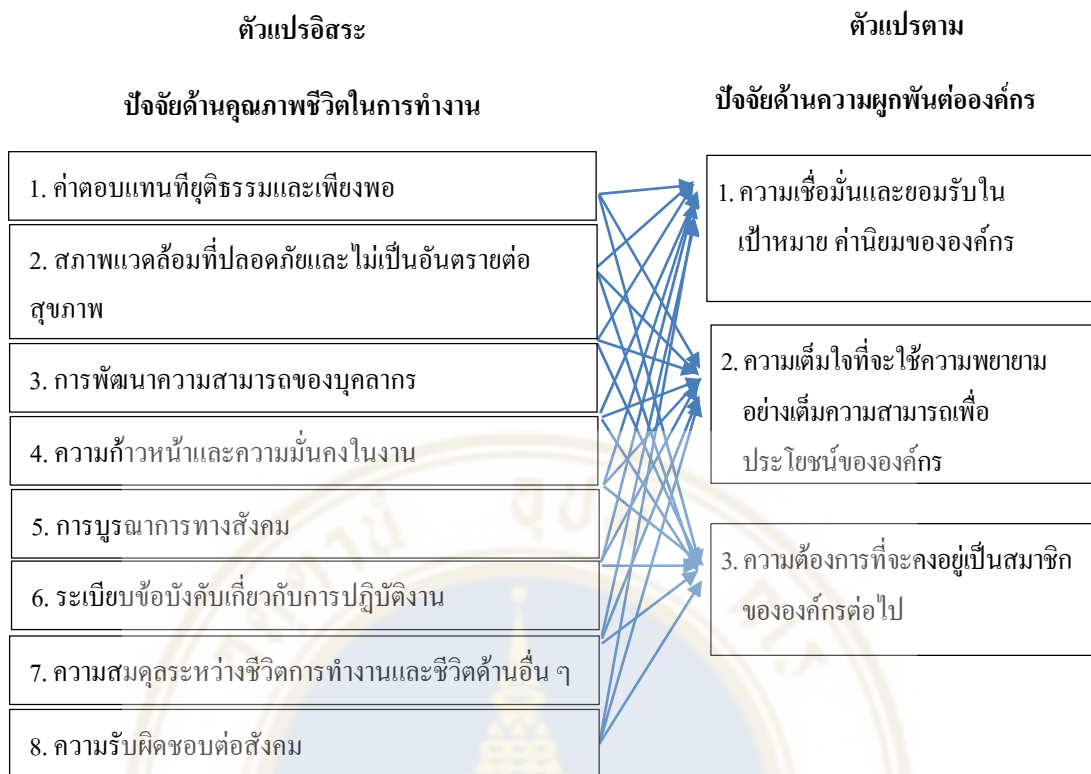 ตัวแปรอิสระ
ปัจจัยด้านคุณภาพชีวิตในการทำงาน
1. ค่าตอบแทนที่ยุติธรรมและเพียงพอ
2. สภาพแวดล้อมที่ปลอดภัยและไม่เป็นอันตรายต่อ
สุขภาพ
3. การพัฒนาความสามารถของบุคลากร
4. ความก้าวหน้าและความมั่นคงในงาน
5. การบูรณาการทางสังคม
6. ระเบียบข้อบังคับเกี่ยวกับการปฏิบัติงาน
7. ความสมดุลระหว่างชีวิตการทำงานและชีวิตด้านอื่น ๆ
8. ความรับผิดชอบต่อสังคม
ตัวแปรตาม
ปัจจัยด้านความผูกพันต่อองค์กร
1. ความเชื่อมั่นและยอมรับใน
เป้าหมาย ค่านิยมขององค์กร
2. ความเต็มใจที่จะใช้ความพยายาม
อย่างเต็มความสามารถเพื่อ
ประโยชน์ขององค์กร
3. ความต้องการที่จะคงอยู่เป็นสมาชิก
ขององค์กรต่อไป